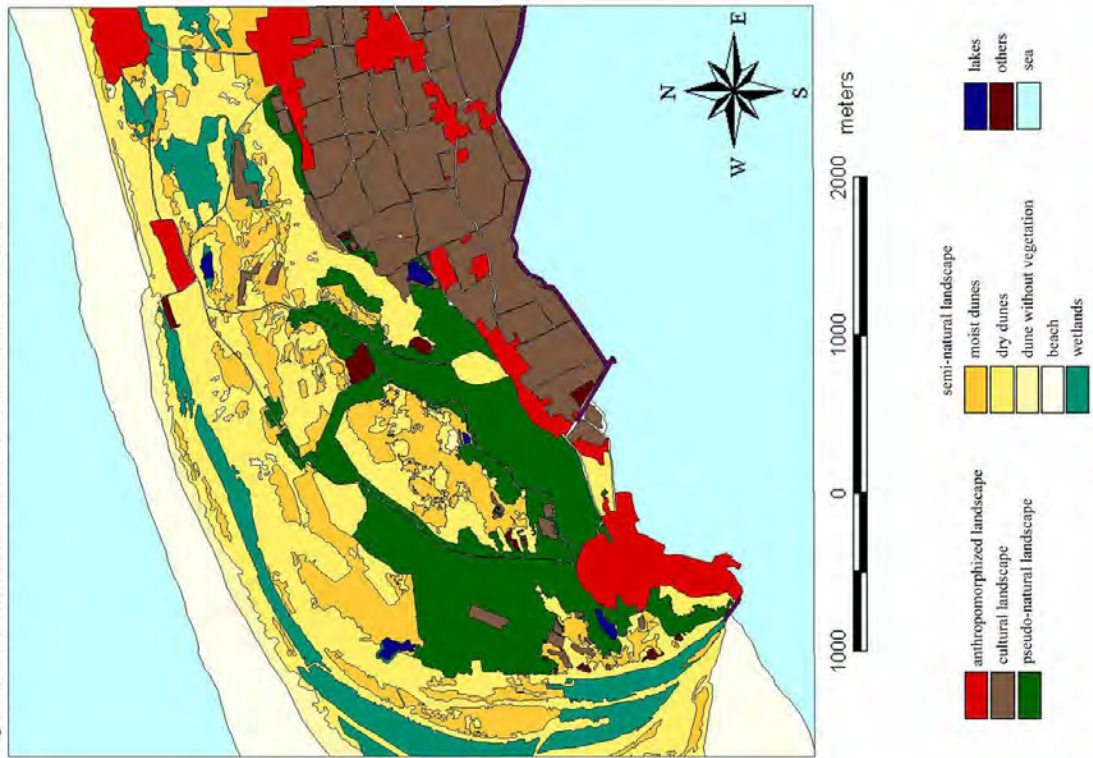 N
E
S
W
1000
0
1000
2000
meters
anthropomorphized landscape
cultural landscape
pseudo-natural landscape
semi-natural landscape
moist dunes
dry dunes
dune without vegetation
beach
wetlands
lakes
others
sea